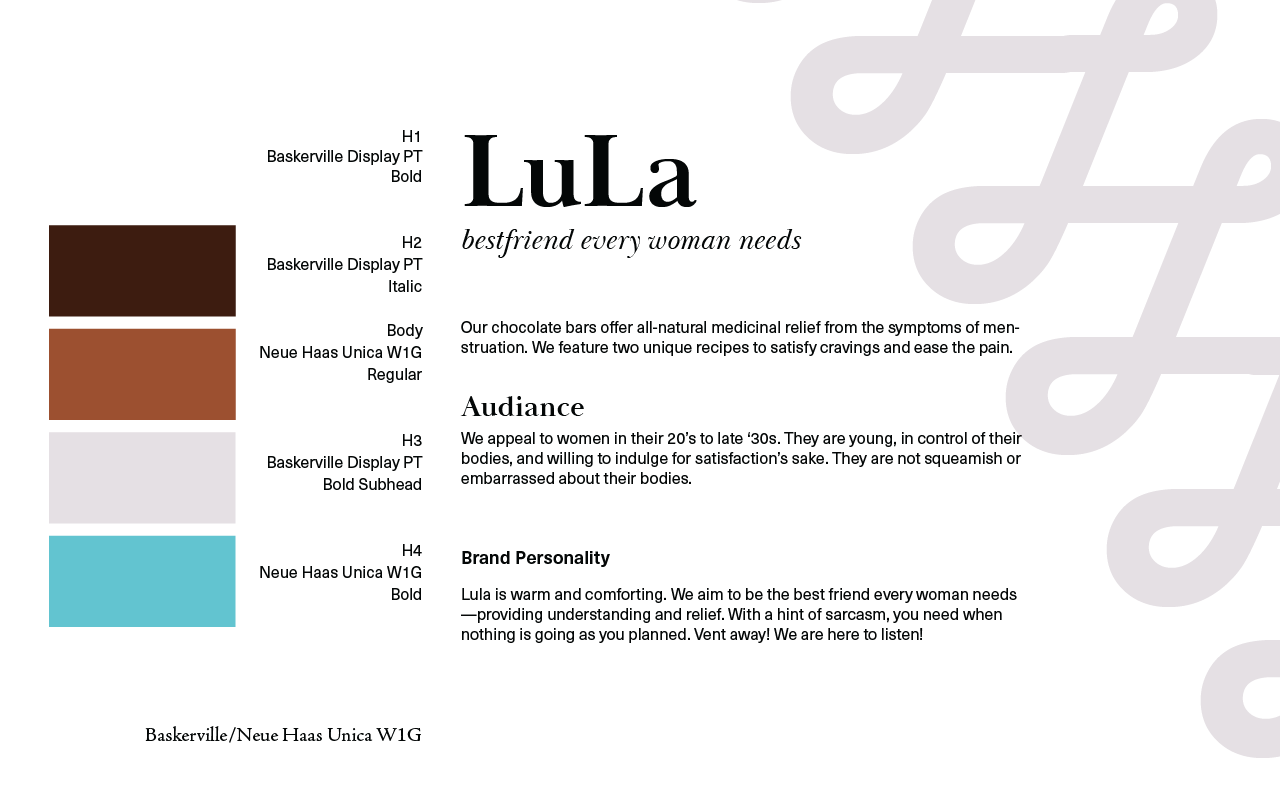 H1
Baskerville Display PT
Bold
LuLa
H2
Baskerville Display PT
Italic
bestfriend every woman needs
Body
Neue Haas Unica W1G
Regular
Our chocolate bars offer all-natural medicinal relief from the symptoms of men-
struation. We feature two unique recipes to satisfy cravings and ease the pain.
H3
Baskerville Display PT
Bold Subhead
Audiance
We appeal to women in their 20’s to late ‘30s. They are young, in control of their
bodies, and willing to indulge for satisfaction’s sake. They are not squeamish or
embarrassed about their bodies.
H4
Neue Haas Unica W1G
Bold
Brand Personality
Lula is warm and comforting. We aim to be the best friend every woman needs
—providing understanding and relief. With a hint of sarcasm, you need when
nothing is going as you planned. Vent away! We are here to listen!
Baskerville/Neue Haas Unica W1G